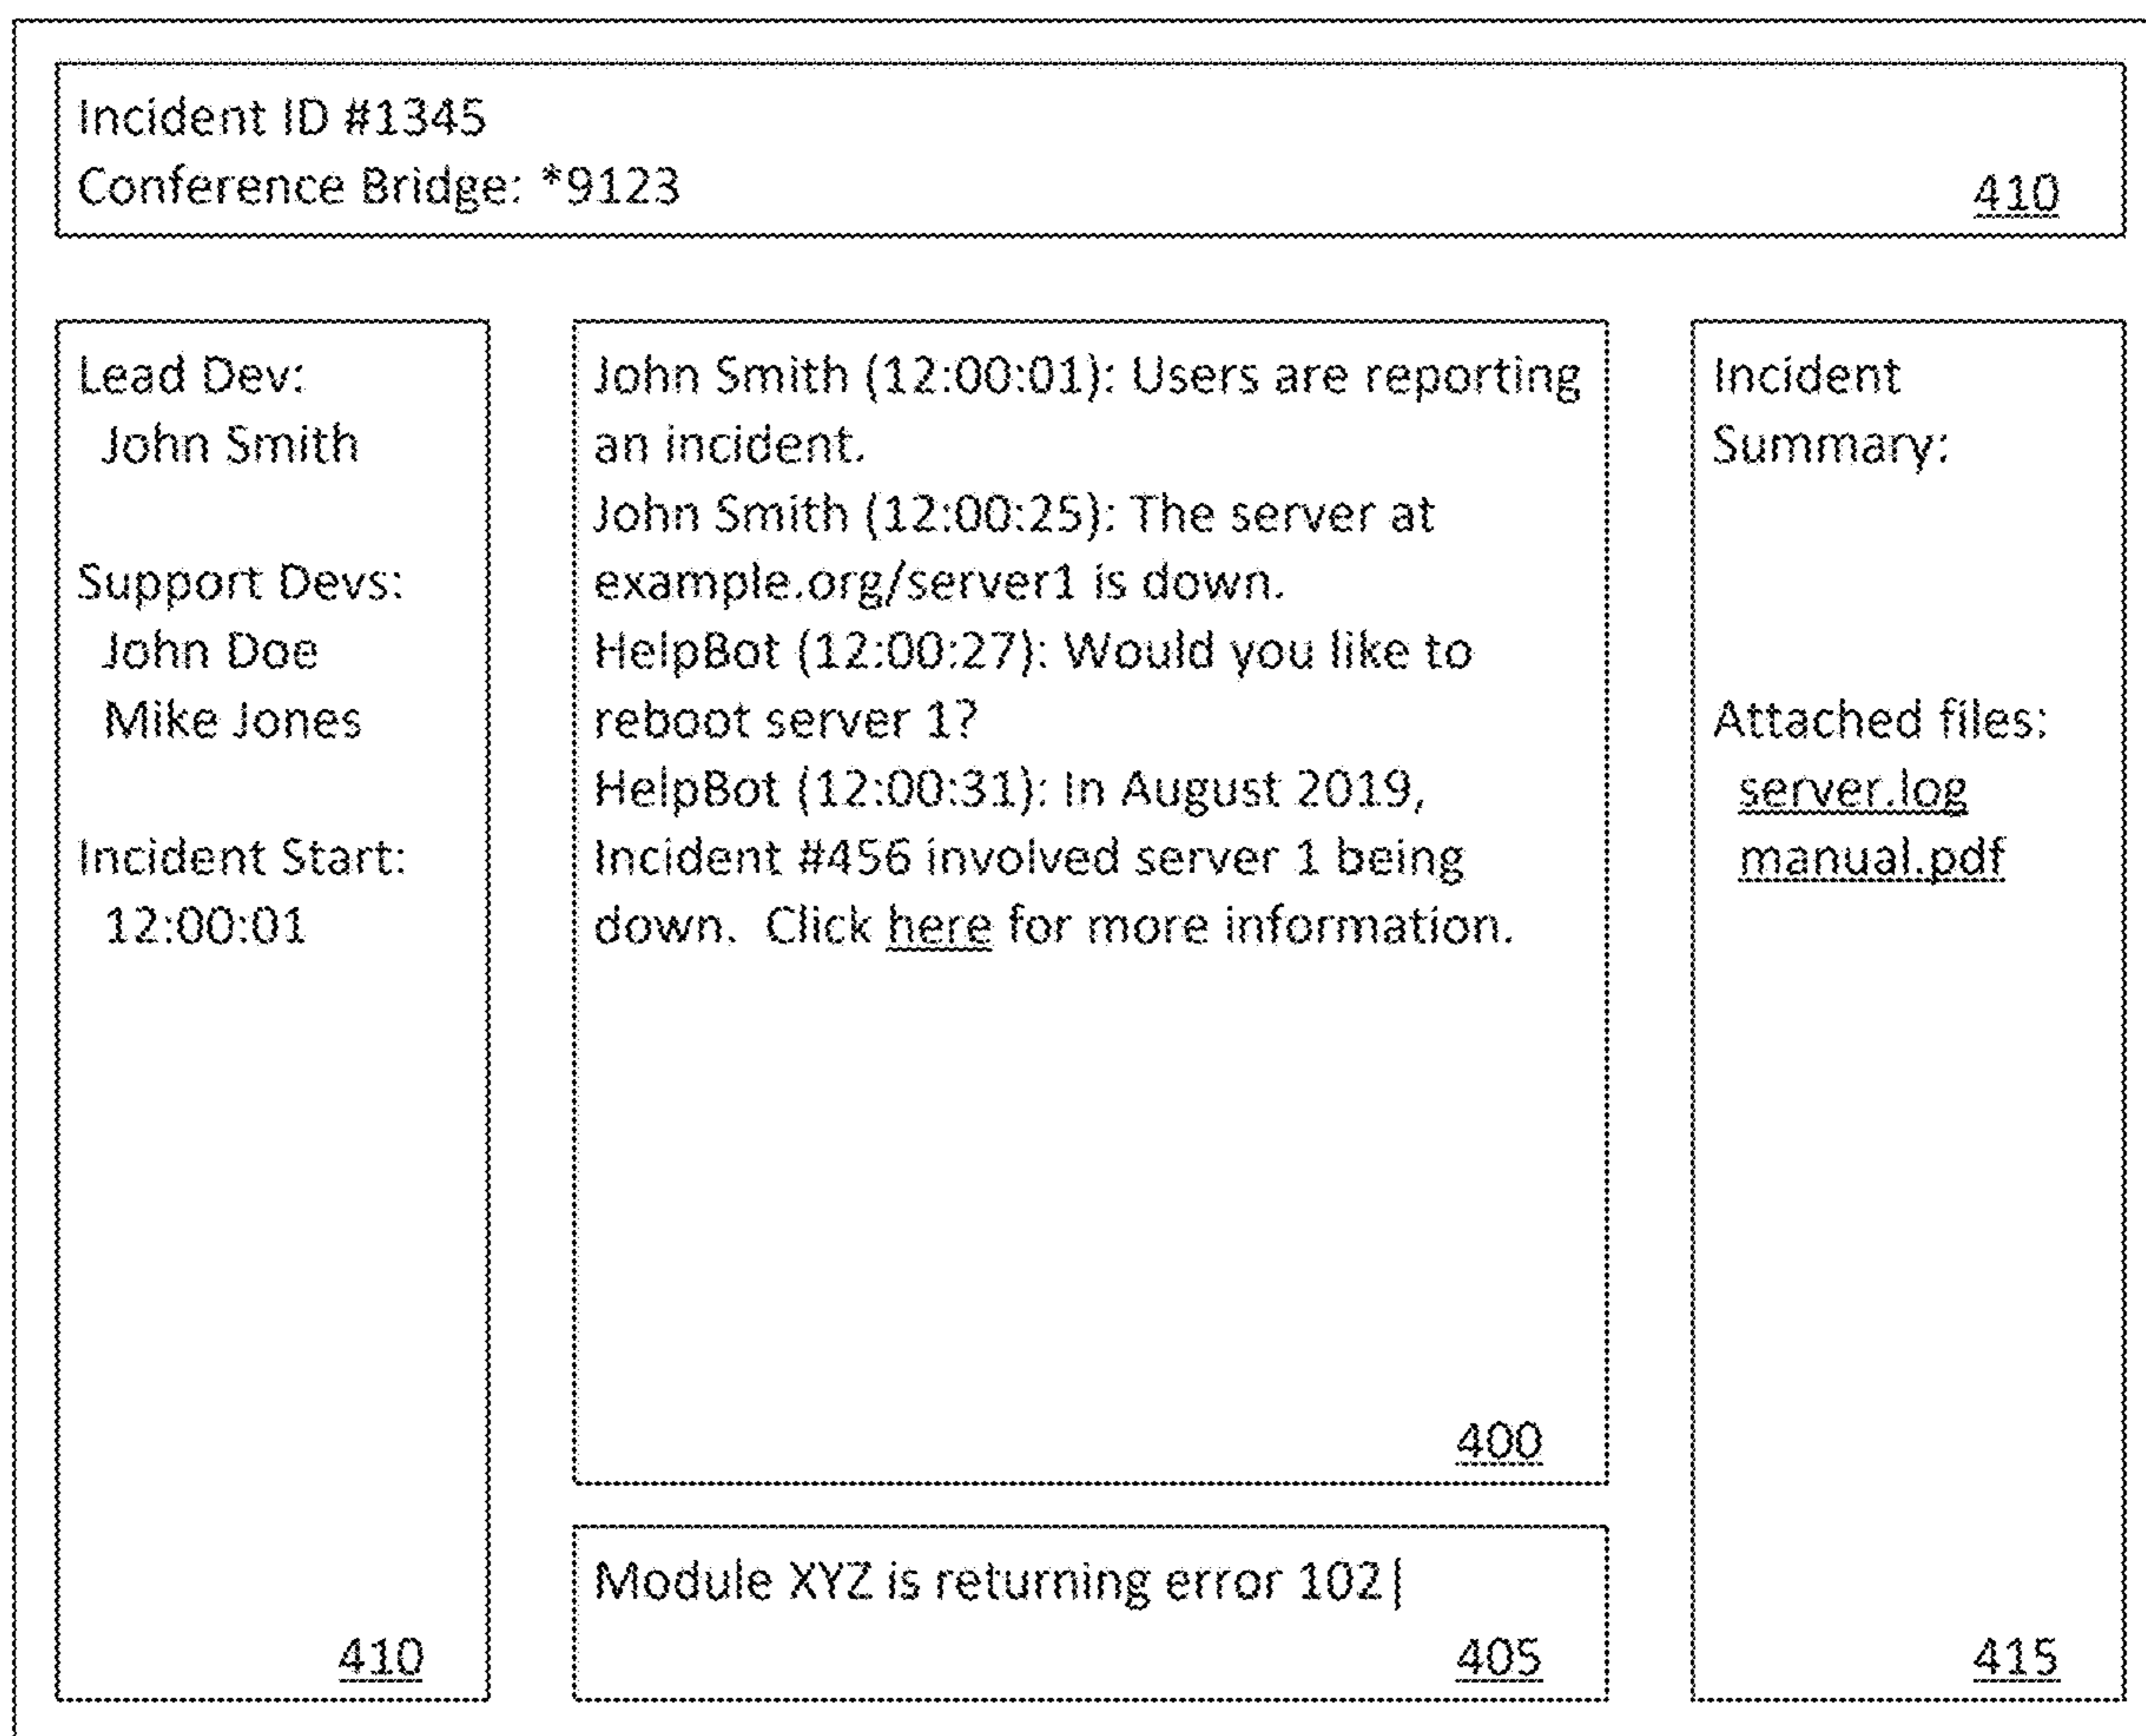 Incident ID #1345
Conference Bridge: *9123
410
Lead Dev:
John Smith
Support Devs:
John Doe
Mike Jones
Incident Start:
12:00:01
410
John Smith (12:00:01): Users are reporting
an incident.
John Smith (12:00:25): The server at
example.org/server1 is down.
HelpBot (12:00:27): Would you like to
reboot server 1?
HelpBot (12:00:31): In August 2019,
Incident #456 involved server 1 being
down. Click here for more information.
400
Module XYZ is returning error 102|
405
Incident
Summary:
Attached files:
server.log
manual.pdf
415